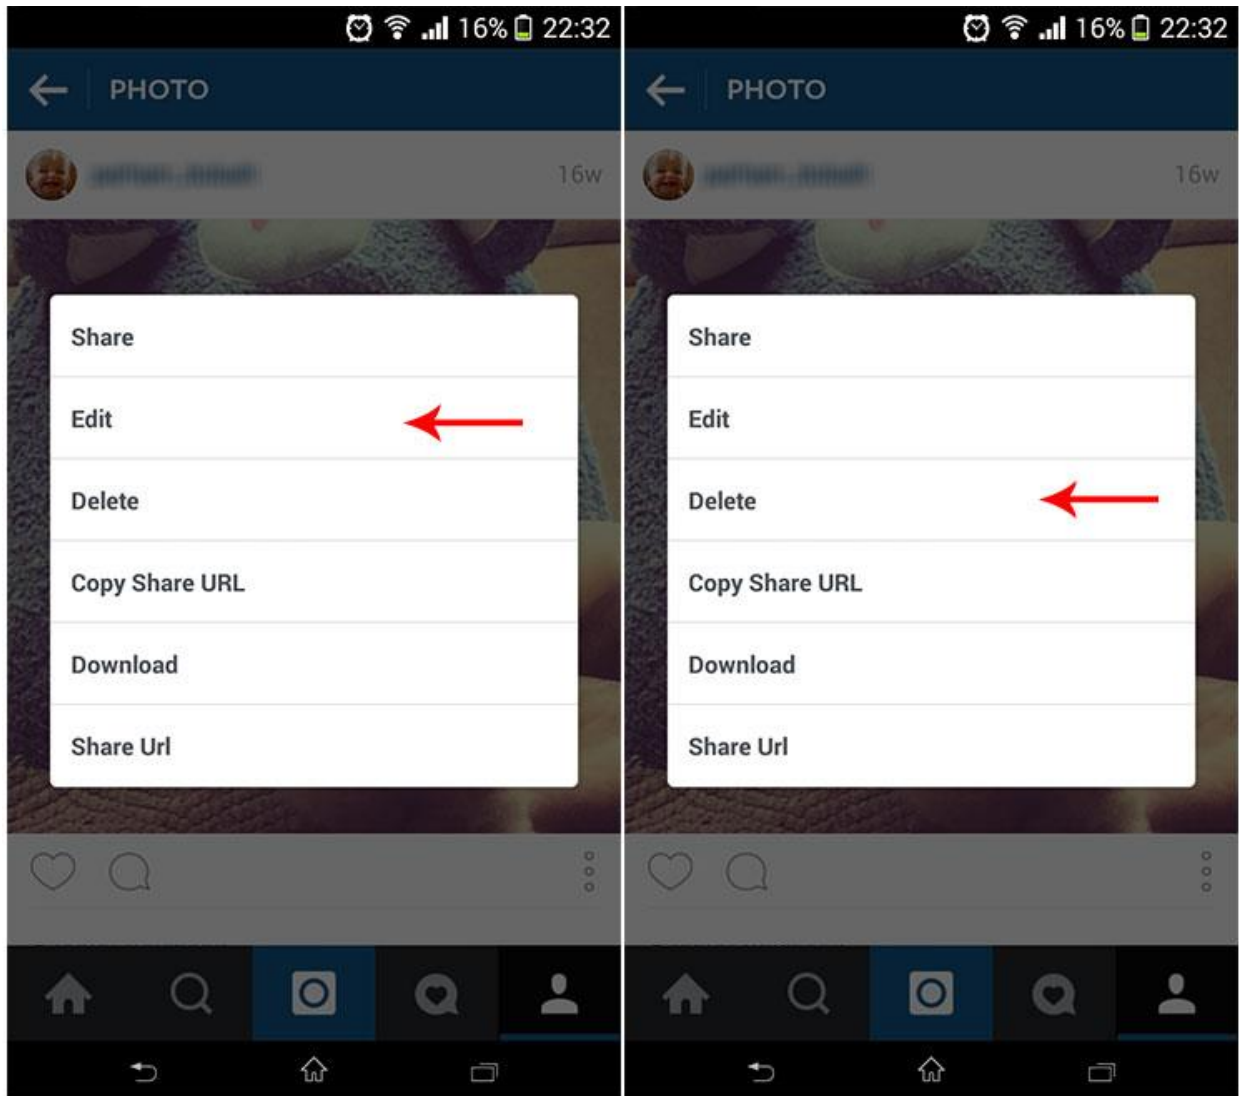 16% 22:32
PHOTO
16w
Share
Edit
Delete
Copy Share URL
Download
Share Url
16% 22:32
PHOTO
16w
Share
Edit
Delete
Copy Share URL
Download
Share Url